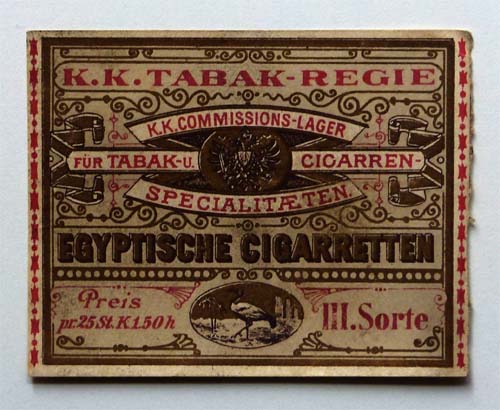 K.K. TABAK-REGIE
K.K. COMMISSIONS-LAGER
FÜR TABAK-U. CIGARREN-
SPECIALITÆTEN
EGYPTISCHE CIGARRETTEN
Preis
pr. 25 St. K 1.50 h
III. Sorte